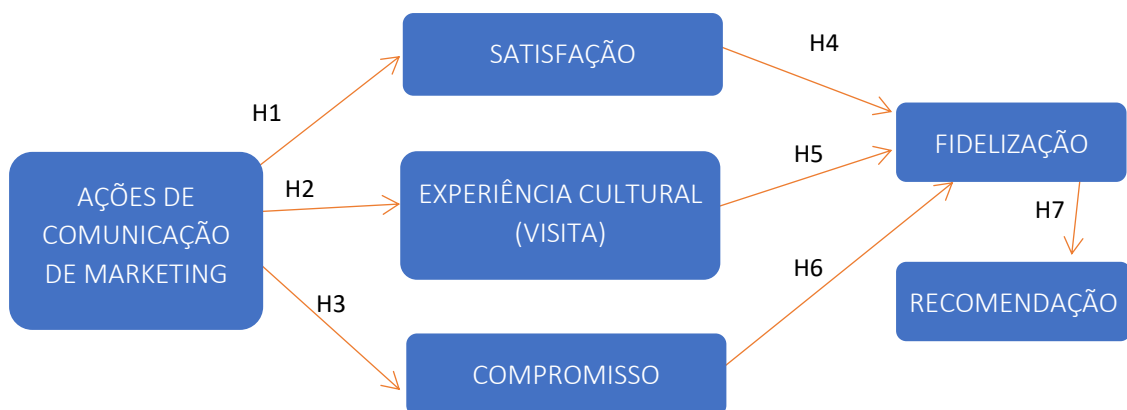 SATISFAÇÃO
H4
H1
FIDELIZAÇÃO
H5
AÇÕES DE
COMUNICAÇÃO
DE MARKETING
H2
EXPERIÊNCIA CULTURAL
(VISITA)
H7
H6
H3
RECOMENDAÇÃO
COMPROMISSO